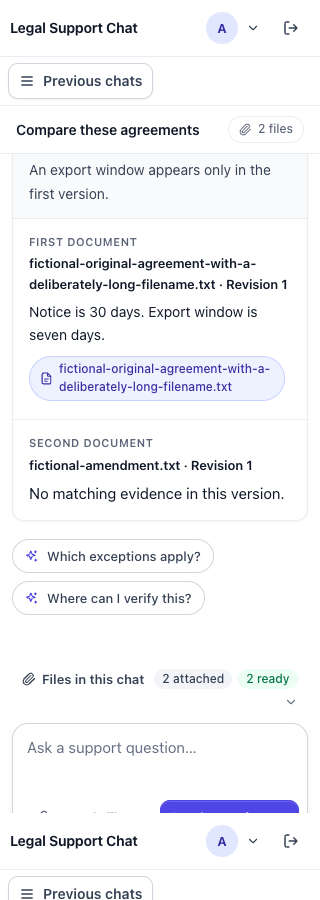 Legal Support Chat
A
Previous chats
Compare these agreements
2 files
An export window appears only in the
first version.
FIRST DOCUMENT
fictional-original-agreement-with-a-
deliberately-long-filename.txt · Revision 1
Notice is 30 days. Export window is
seven days.
fictional-original-agreement-with-a-
deliberately-long-filename.txt
SECOND DOCUMENT
fictional-amendment.txt · Revision 1
No matching evidence in this version.
Which exceptions apply?
Where can I verify this?
Files in this chat
2 attached
2 ready
Ask a support question...
Legal Support Chat
A
Previous chats